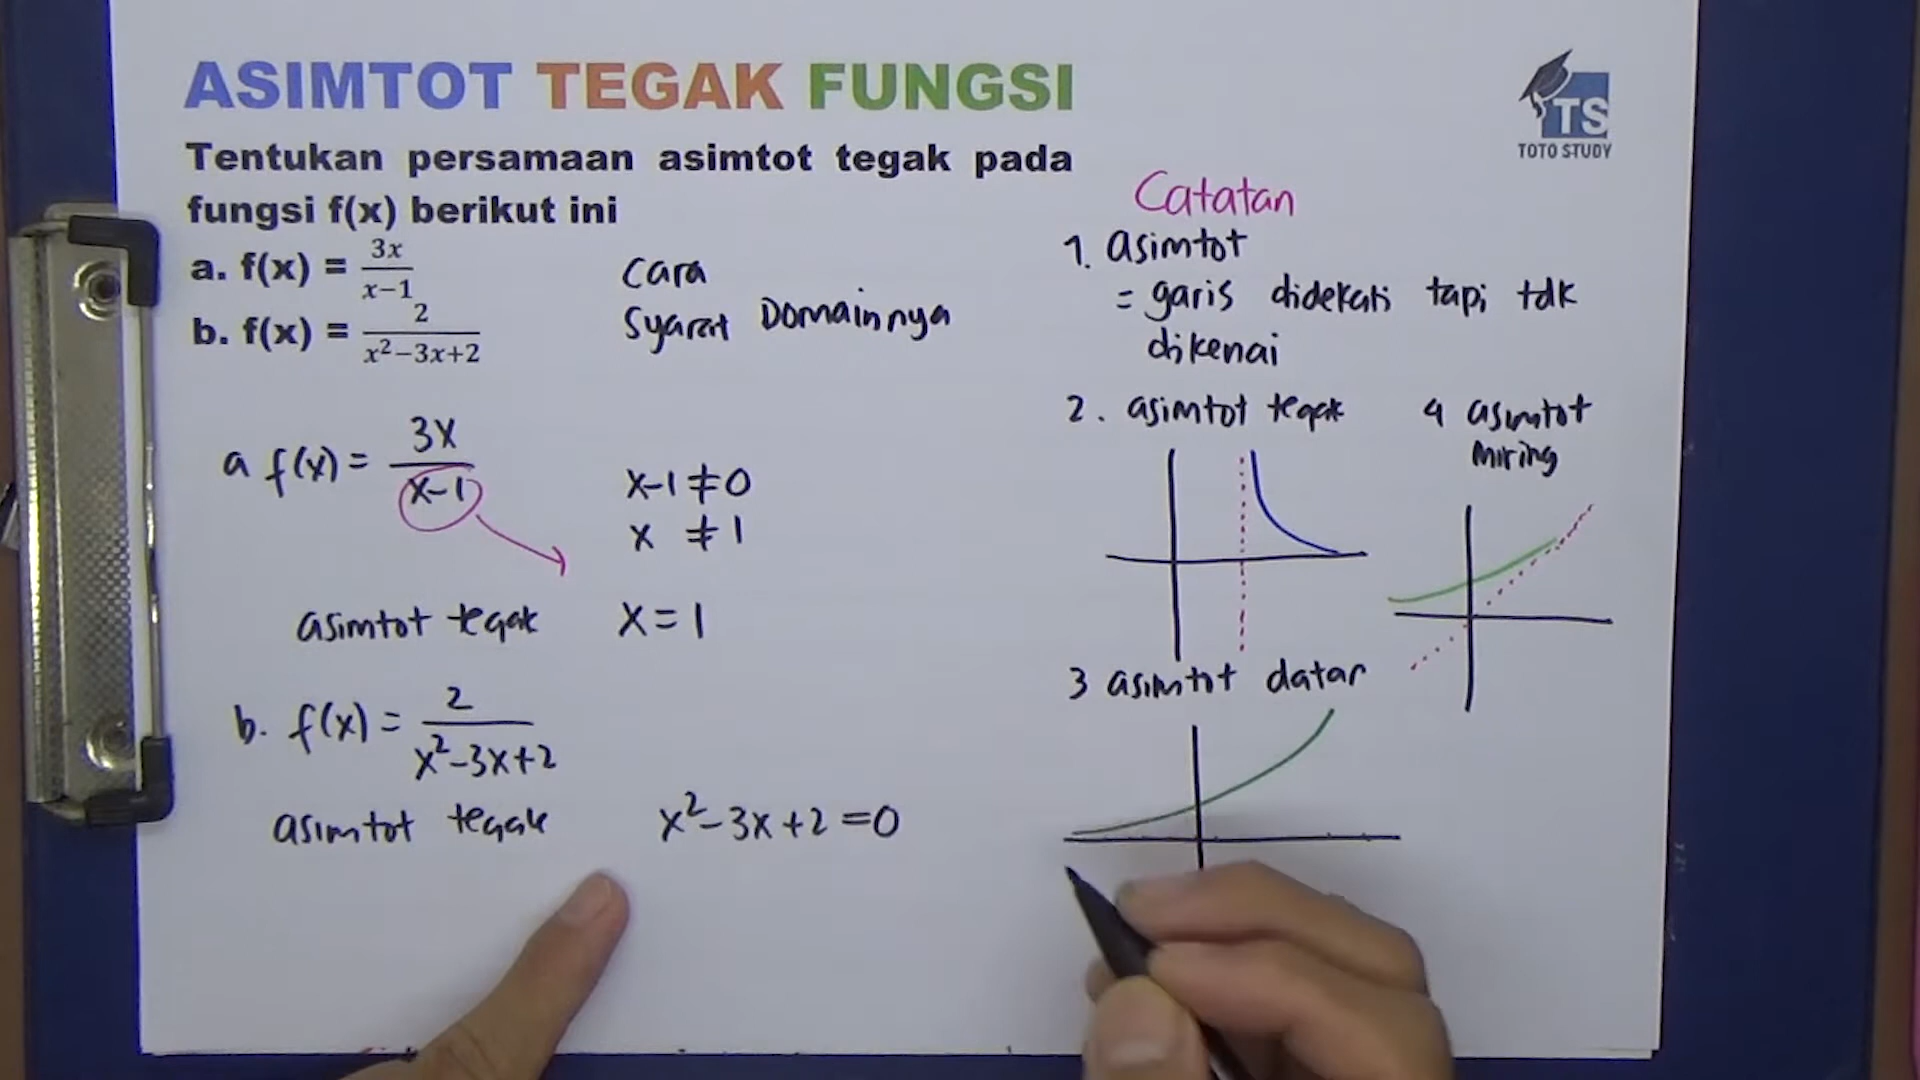 ASIMTOT TEGAK FUNGSI
TS
TOTO STUDY
Tentukan persamaan asimtot tegak pada
fungsi f(x) berikut ini
a. f(x) = 3x/x−1
b. f(x) = 2/x²−3x+2
Cara
Syarat Domainnya
a f(x) = 3x/x-1
x-1 ≠ 0
x ≠ 1
asimtot tegak x = 1
b. f(x) = 2/x²-3x+2
asimtot tegak x²-3x+2 = 0
Catatan
1. asimtot
= garis didekati tapi tdk
dikenai
2. asimtot tegak
4 asimtot
miring
3 asimtot datar